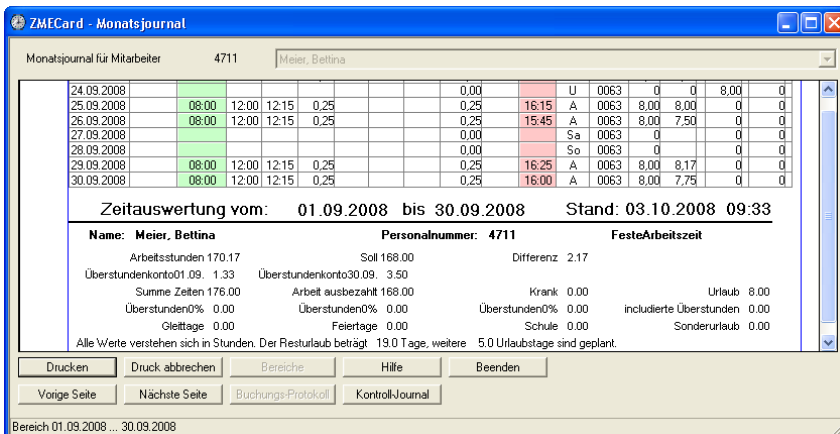 ZMECard - Monatsjournal
Monatsjournal für Mitarbeiter 4711 Meier, Bettina
24.09.2008 0,00 U 0063 0 0 8,00 0
25.09.2008 08:00 12:00 12:15 0,25 0,25 16:15 A 0063 8,00 8,00 0 0
26.09.2008 08:00 12:00 12:15 0,25 0,25 15:45 A 0063 8,00 7,50 0 0
27.09.2008 0,00 Sa 0063 0 0 0
28.09.2008 0,00 So 0063 0 0 0
29.09.2008 08:00 12:00 12:15 0,25 0,25 16:25 A 0063 8,00 8,17 0 0
30.09.2008 08:00 12:00 12:15 0,25 0,25 16:00 A 0063 8,00 7,75 0 0
Zeitauswertung vom: 01.09.2008 bis 30.09.2008 Stand: 03.10.2008 09:33
Name: Meier, Bettina Personalnummer: 4711 FesteArbeitszeit
Arbeitsstunden 170.17 Soll 168.00 Differenz 2.17
Überstundenkonto01.09. 1.33 Überstundenkonto30.09. 3.50
Summe Zeiten 176.00 Arbeit ausbezahlt 168.00 Krank 0.00 Urlaub 8.00
Überstunden0% 0.00 Überstunden0% 0.00 Überstunden0% 0.00 includierte Überstunden 0.00
Gleittage 0.00 Feiertage 0.00 Schule 0.00 Sonderurlaub 0.00
Alle Werte verstehen sich in Stunden. Der Resturlaub beträgt 19.0 Tage, weitere 5.0 Urlaubstage sind geplant.
Drucken Druck abbrechen Bereiche Hilfe Beenden
Vorige Seite Nächste Seite Buchungs-Protokoll Kontroll-Journal
Bereich 01.09.2008 ... 30.09.2008